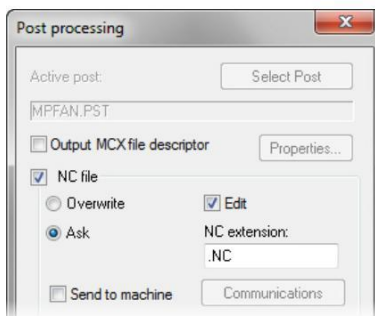 Post processing
Active post:
Select Post
MPFAN.PST
Output MCX file descriptor
Properties...
NC file
Overwrite
Edit
Ask
NC extension:
.NC
Send to machine
Communications